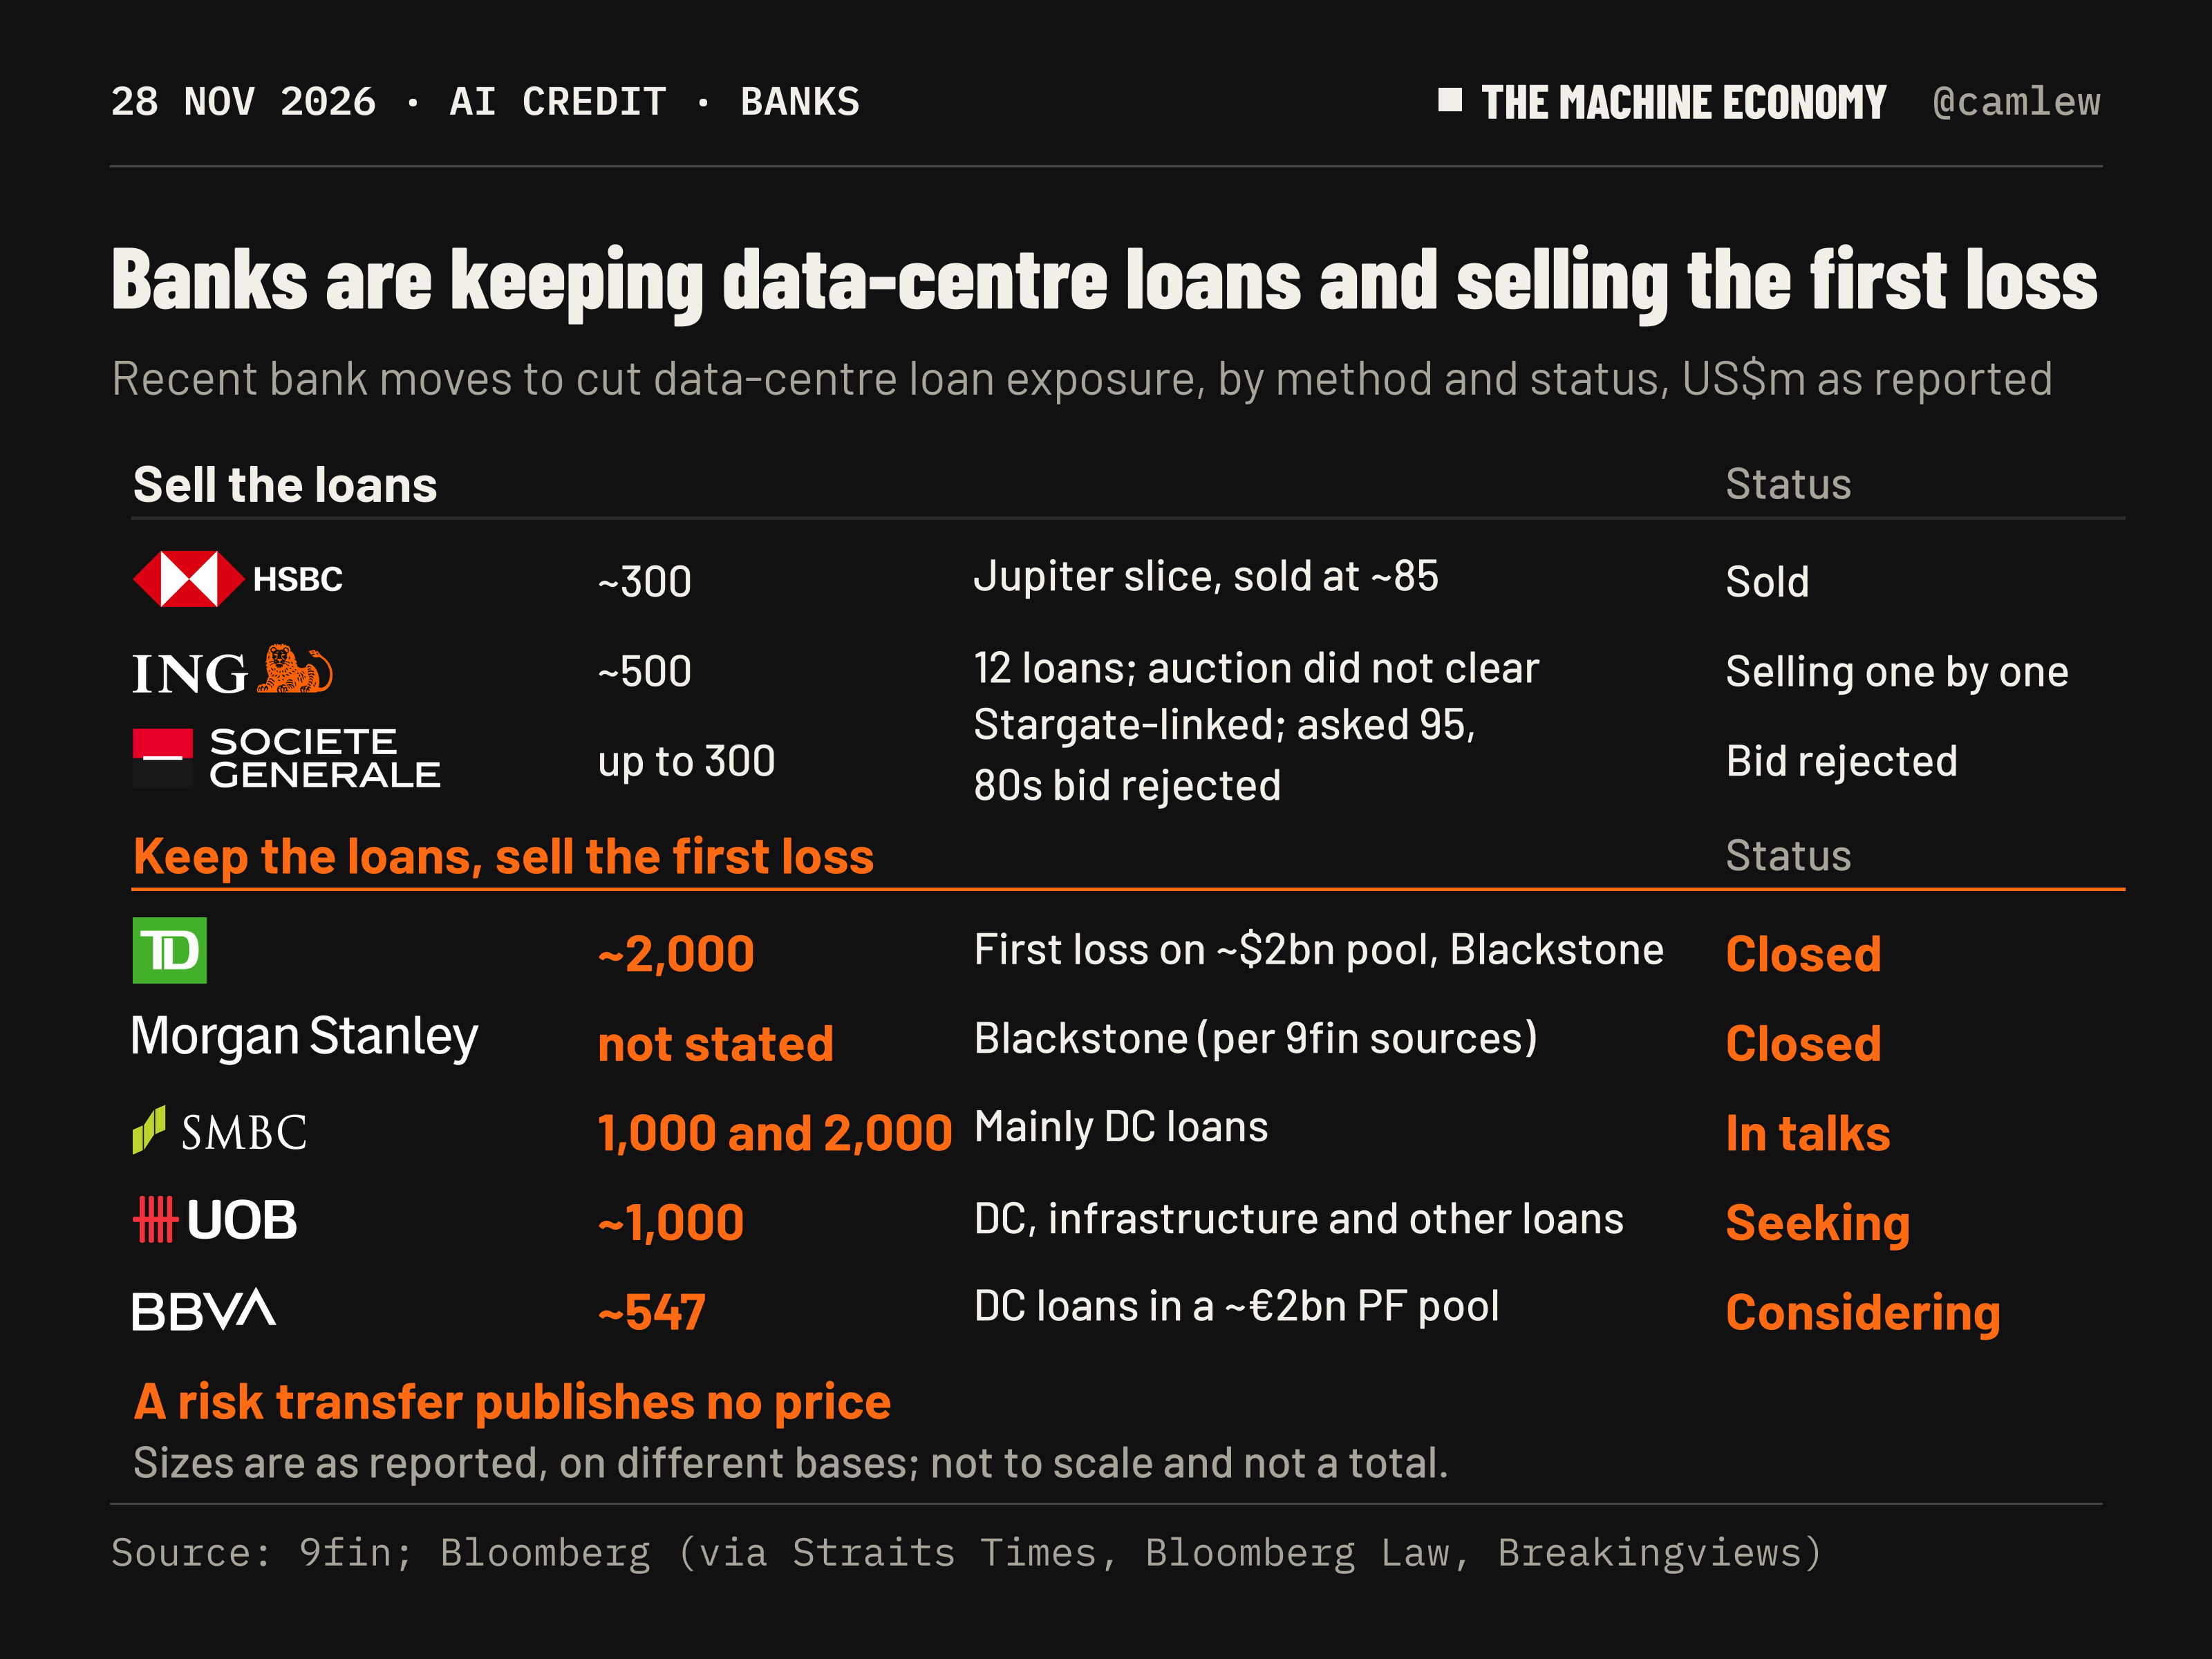 28 NOV 2026 · AI CREDIT · BANKS
THE MACHINE ECONOMY @camlew
Banks are keeping data-centre loans and selling the first loss
Recent bank moves to cut data-centre loan exposure, by method and status, US$m as reported
Sell the loans Status
HSBC ~300 Jupiter slice, sold at ~85 Sold
ING ~500 12 loans; auction did not clear Selling one by one
SOCIETE GENERALE up to 300 Stargate-linked; asked 95, 80s bid rejected Bid rejected
Keep the loans, sell the first loss Status
TD ~2,000 First loss on ~$2bn pool, Blackstone Closed
Morgan Stanley not stated Blackstone (per 9fin sources) Closed
SMBC 1,000 and 2,000 Mainly DC loans In talks
UOB ~1,000 DC, infrastructure and other loans Seeking
BBVA ~547 DC loans in a ~€2bn PF pool Considering
A risk transfer publishes no price
Sizes are as reported, on different bases; not to scale and not a total.
Source: 9fin; Bloomberg (via Straits Times, Bloomberg Law, Breakingviews)